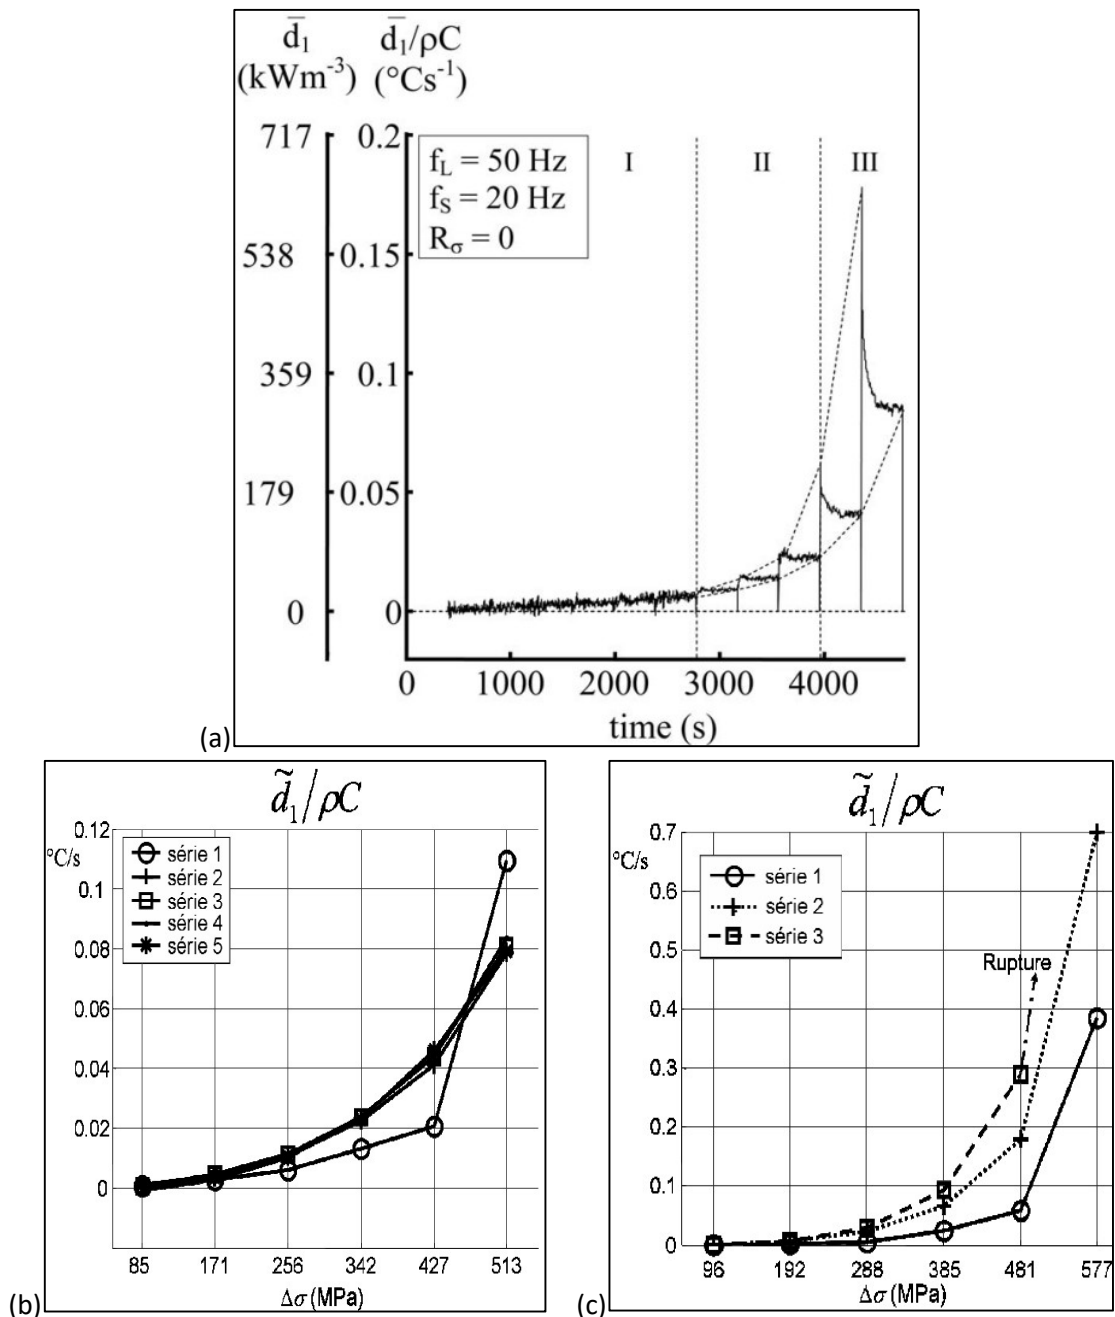 d̄₁ d̄₁/ρC
(kWm⁻³) (°Cs⁻¹)
717 0.2
f_L = 50 Hz
f_S = 20 Hz
R_σ = 0
I II III
538 0.15
359 0.1
179 0.05
0 0
0 1000 2000 3000 4000
time (s)
(a)
d̃₁/ρC
°C/s
0.12
0.1
0.08
0.06
0.04
0.02
0
série 1
série 2
série 3
série 4
série 5
85 171 256 342 427 513
Δσ (MPa)
(b)
d̃₁/ρC
°C/s
0.7
0.6
0.5
0.4
0.3
0.2
0.1
0
série 1
série 2
série 3
Rupture
96 192 288 385 481 577
Δσ (MPa)
(c)